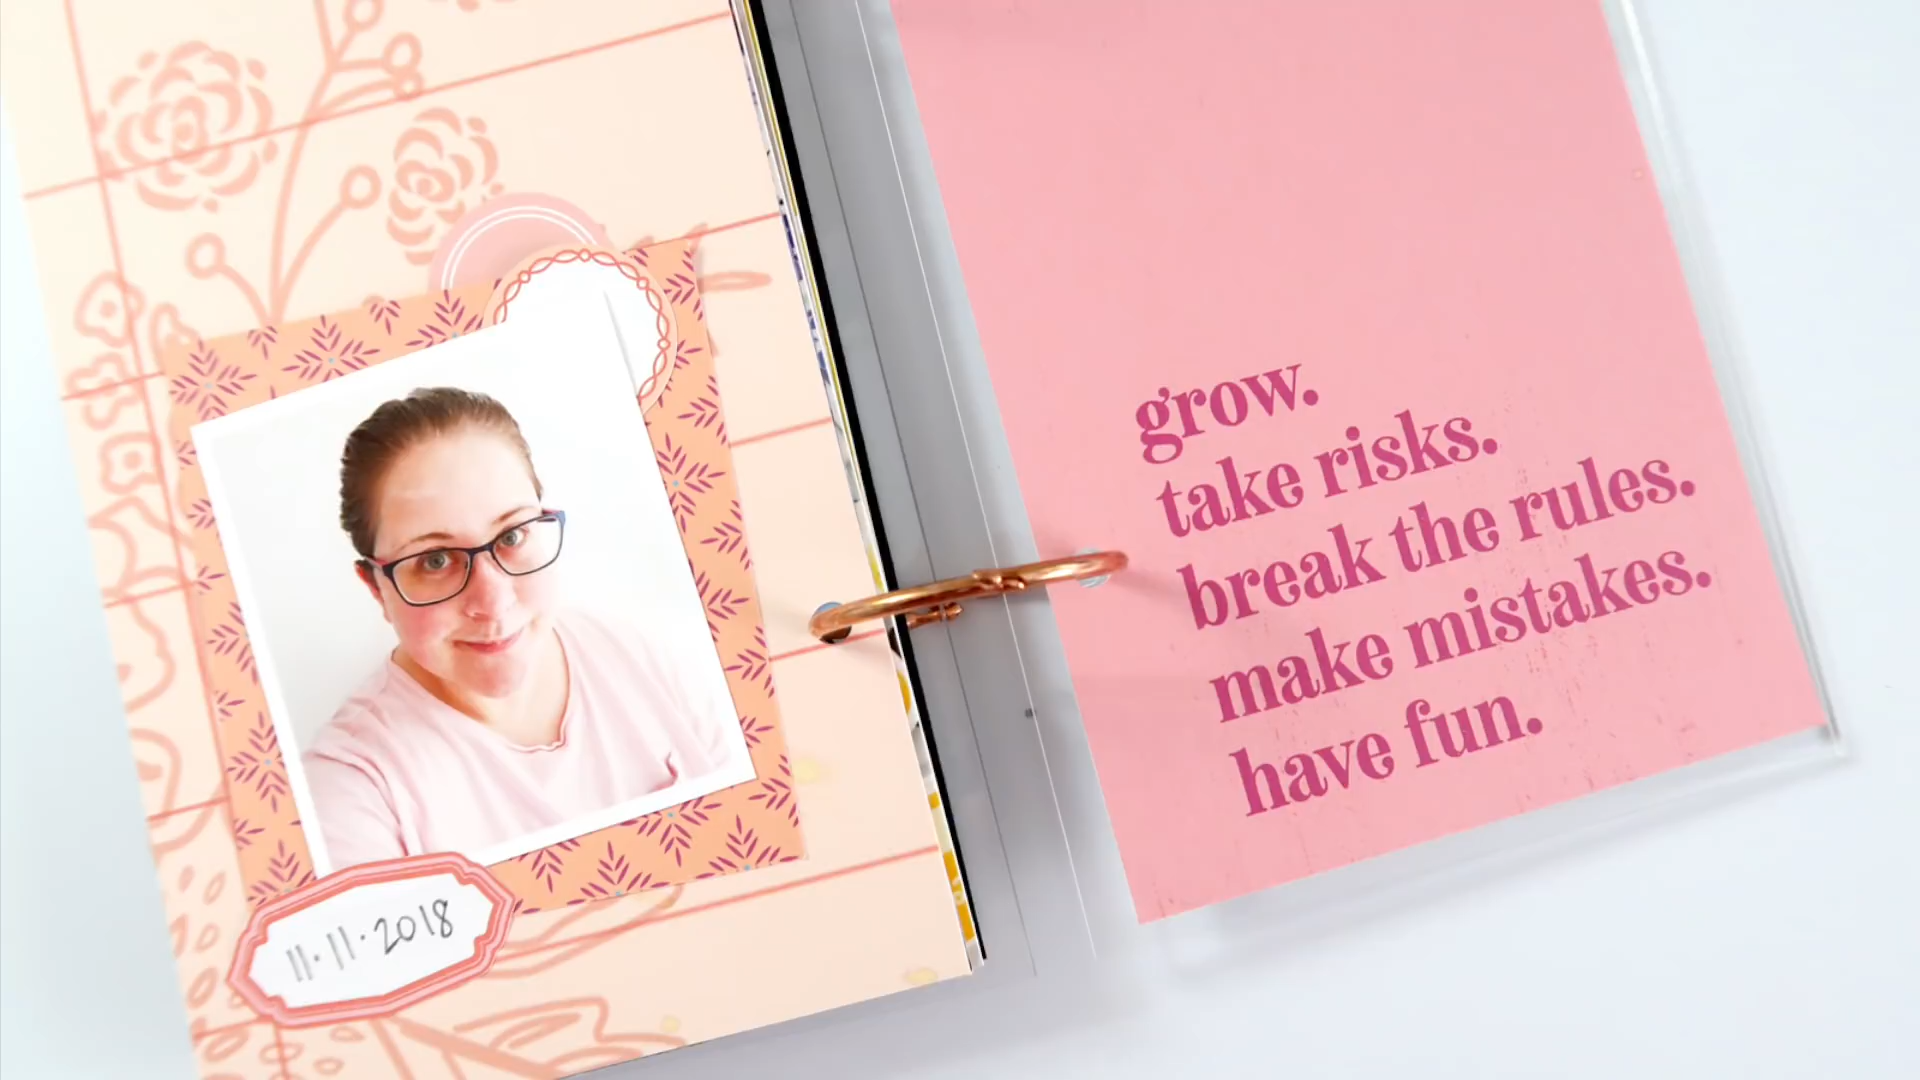 11.11.2018
grow.
take risks.
break the rules.
make mistakes.
have fun.